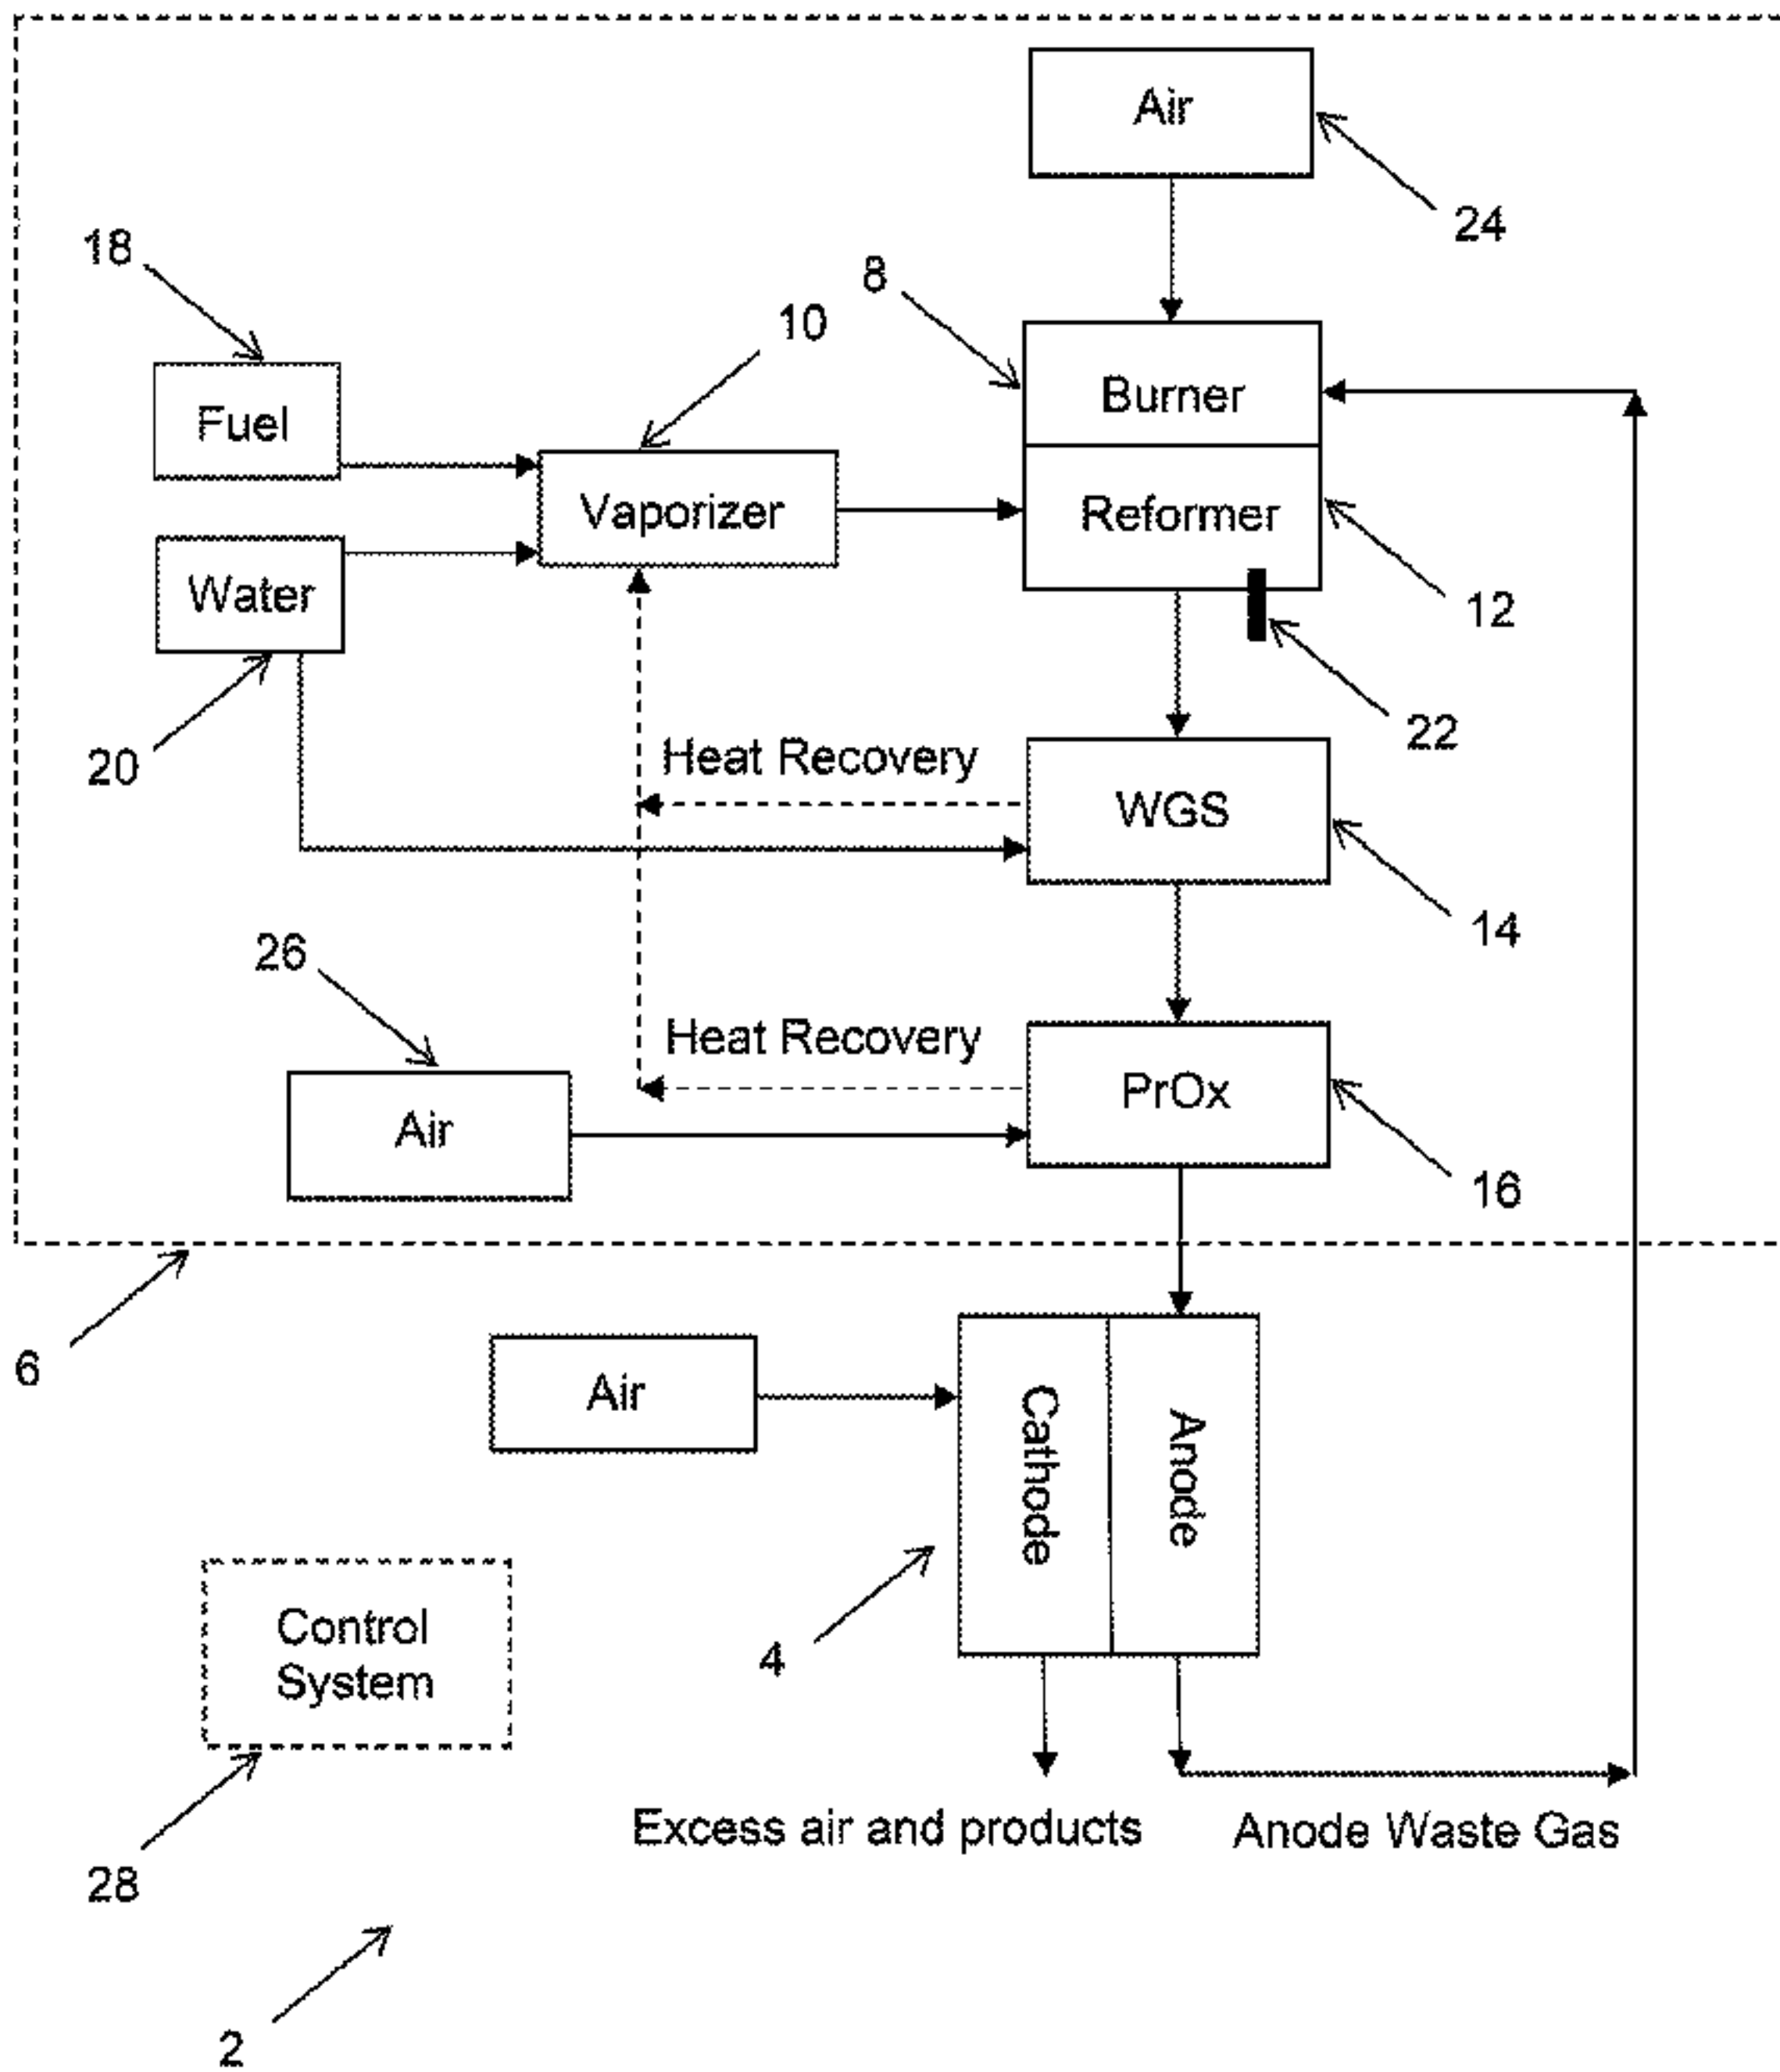 Air
24
18
8
10
Fuel
Burner
Vaporizer
Reformer
Water
12
22
20
Heat Recovery
WGS
14
26
Heat Recovery
PrOx
Air
16
6
Air
Cathode
Anode
4
Control
System
Excess air and products
Anode Waste Gas
28
2